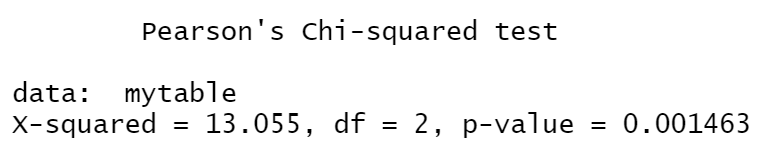 Pearson's Chi-squared test
data: mytable
X-squared = 13.055, df = 2, p-value = 0.001463